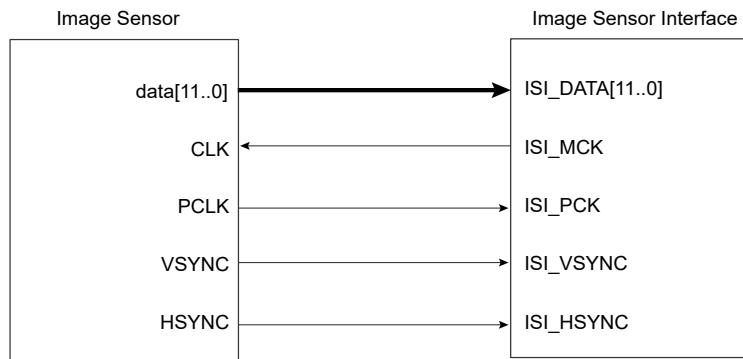 Image Sensor
Image Sensor Interface
data[11..0]
ISI_DATA[11..0]
CLK
ISI_MCK
PCLK
ISI_PCK
VSYNC
ISI_VSYNC
HSYNC
ISI_HSYNC